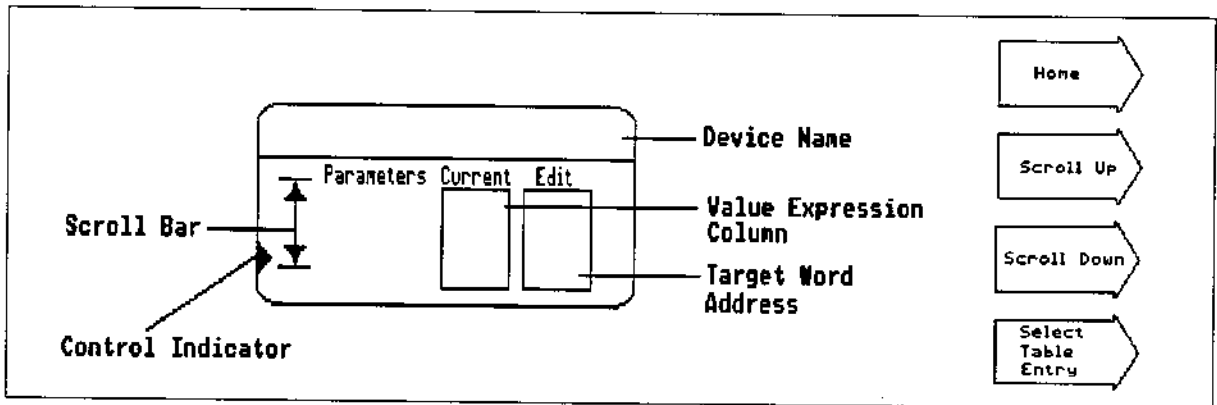 Home
Device Name
Parameters Current Edit
Scroll Up
Scroll Bar
Value Expression
Column
Scroll Down
Target Word
Address
Control Indicator
Select
Table
Entry